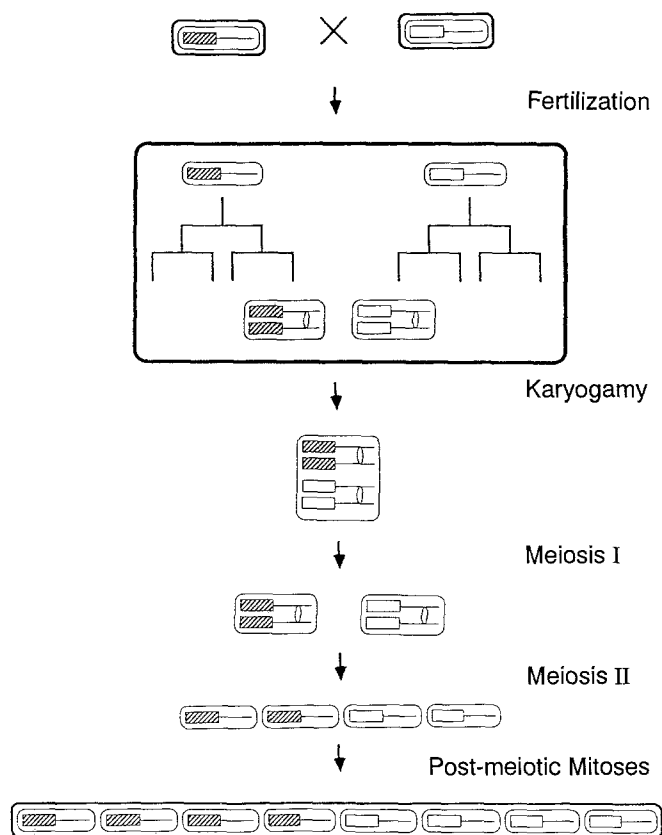 Fertilization
Karyogamy
Meiosis I
Meiosis II
Post-meiotic Mitoses